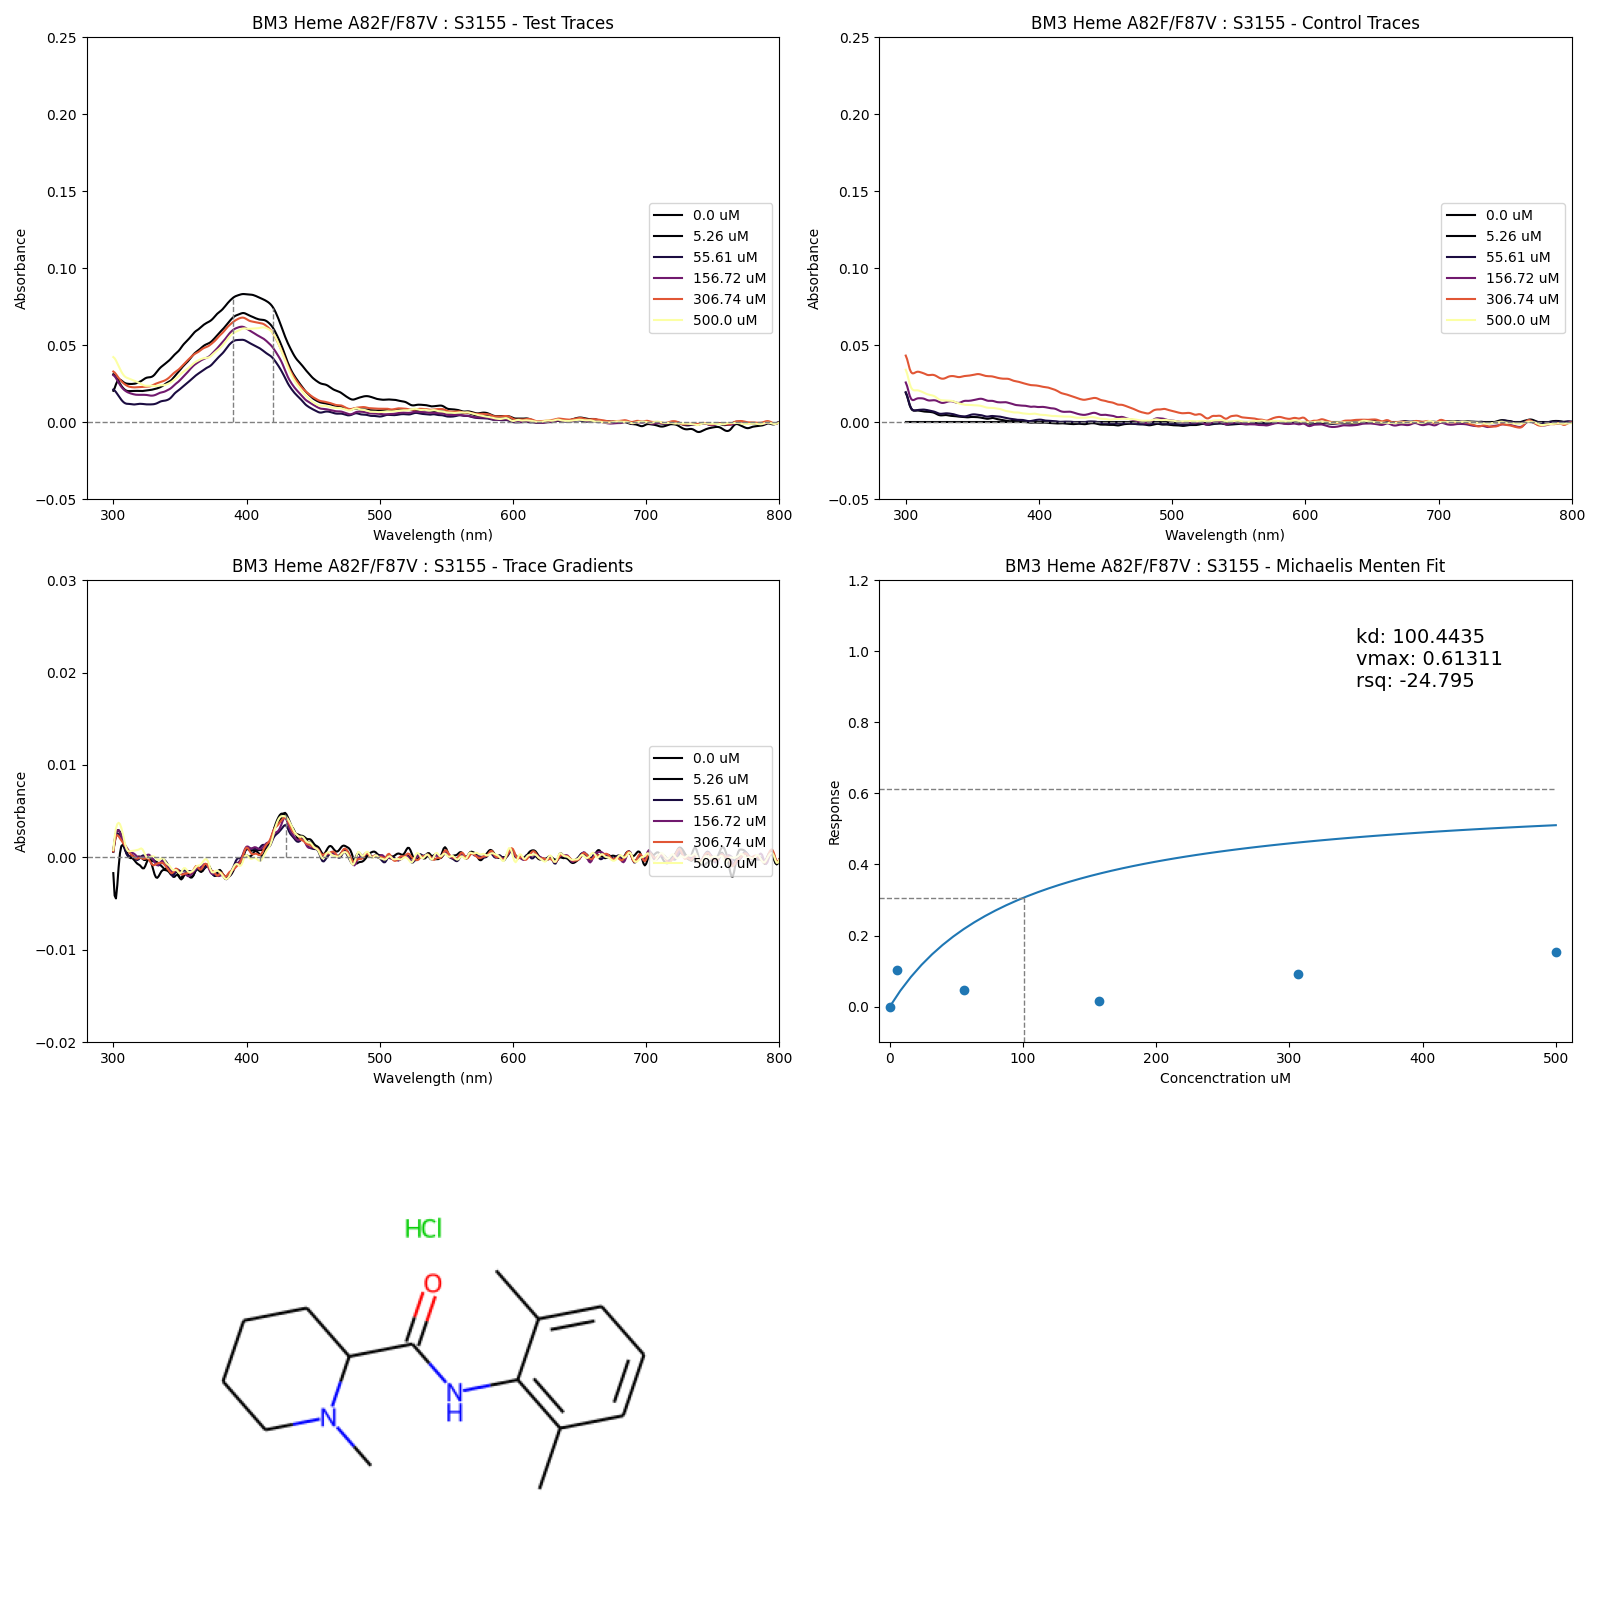 BM3 Heme A82F/F87V : S3155 - Test Traces
0.25
0.20
0.15
0.10
0.05
0.00
−0.05
Absorbance
300
400
500
600
700
800
Wavelength (nm)
0.0 uM
5.26 uM
55.61 uM
156.72 uM
306.74 uM
500.0 uM
BM3 Heme A82F/F87V : S3155 - Control Traces
0.25
0.20
0.15
0.10
0.05
0.00
−0.05
Absorbance
300
400
500
600
700
800
Wavelength (nm)
0.0 uM
5.26 uM
55.61 uM
156.72 uM
306.74 uM
500.0 uM
BM3 Heme A82F/F87V : S3155 - Trace Gradients
0.03
0.02
0.01
0.00
−0.01
−0.02
Absorbance
300
400
500
600
700
800
Wavelength (nm)
0.0 uM
5.26 uM
55.61 uM
156.72 uM
306.74 uM
500.0 uM
BM3 Heme A82F/F87V : S3155 - Michaelis Menten Fit
1.2
1.0
0.8
0.6
0.4
0.2
0.0
Response
kd: 100.4435
vmax: 0.61311
rsq: -24.795
0
100
200
300
400
500
Concenctration uM
HCl
O
N
H
N